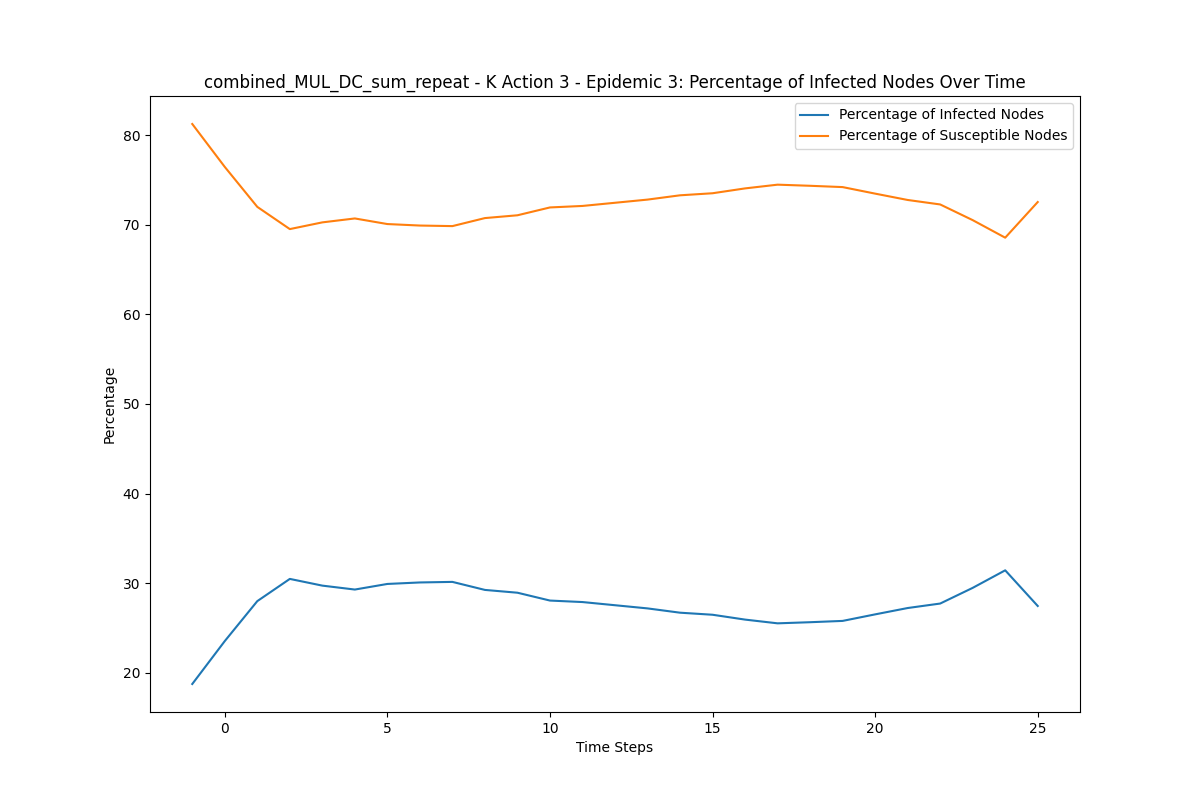 combined_MUL_DC_sum_repeat - K Action 3 - Epidemic 3: Percentage of Infected Nodes Over Time
Percentage of Infected Nodes
Percentage of Susceptible Nodes
80
70
60
50
40
30
20
Percentage
0 5 10 15 20 25
Time Steps